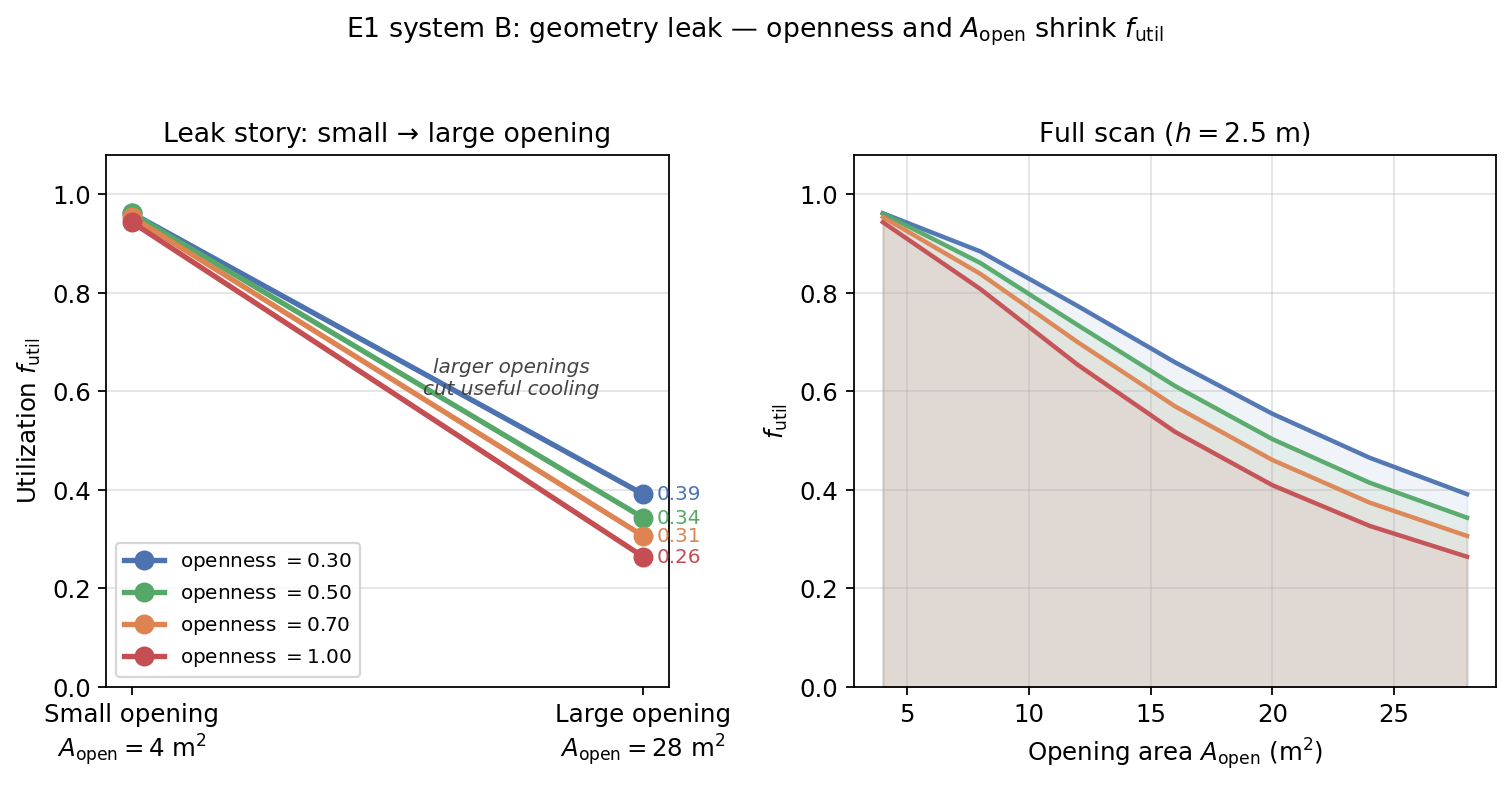 E1 system B: geometry leak — openness and A_open shrink f_util
Leak story: small → large opening
Utilization f_util
1.0
0.8
0.6
0.4
0.2
0.0
larger openings
cut useful cooling
0.39
0.34
0.31
0.26
openness = 0.30
openness = 0.50
openness = 0.70
openness = 1.00
Small opening
A_open = 4 m²
Large opening
A_open = 28 m²
Full scan (h = 2.5 m)
f_util
1.0
0.8
0.6
0.4
0.2
0.0
5 10 15 20 25
Opening area A_open (m²)